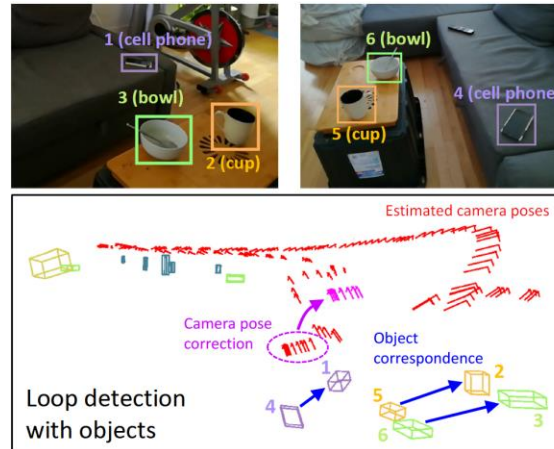 1 (cell phone)
3 (bowl)
2 (cup)
6 (bowl)
4 (cell phone)
5 (cup)
Estimated camera poses
Camera pose
correction
Object
correspondence
1
2
4
5
3
6
Loop detection
with objects